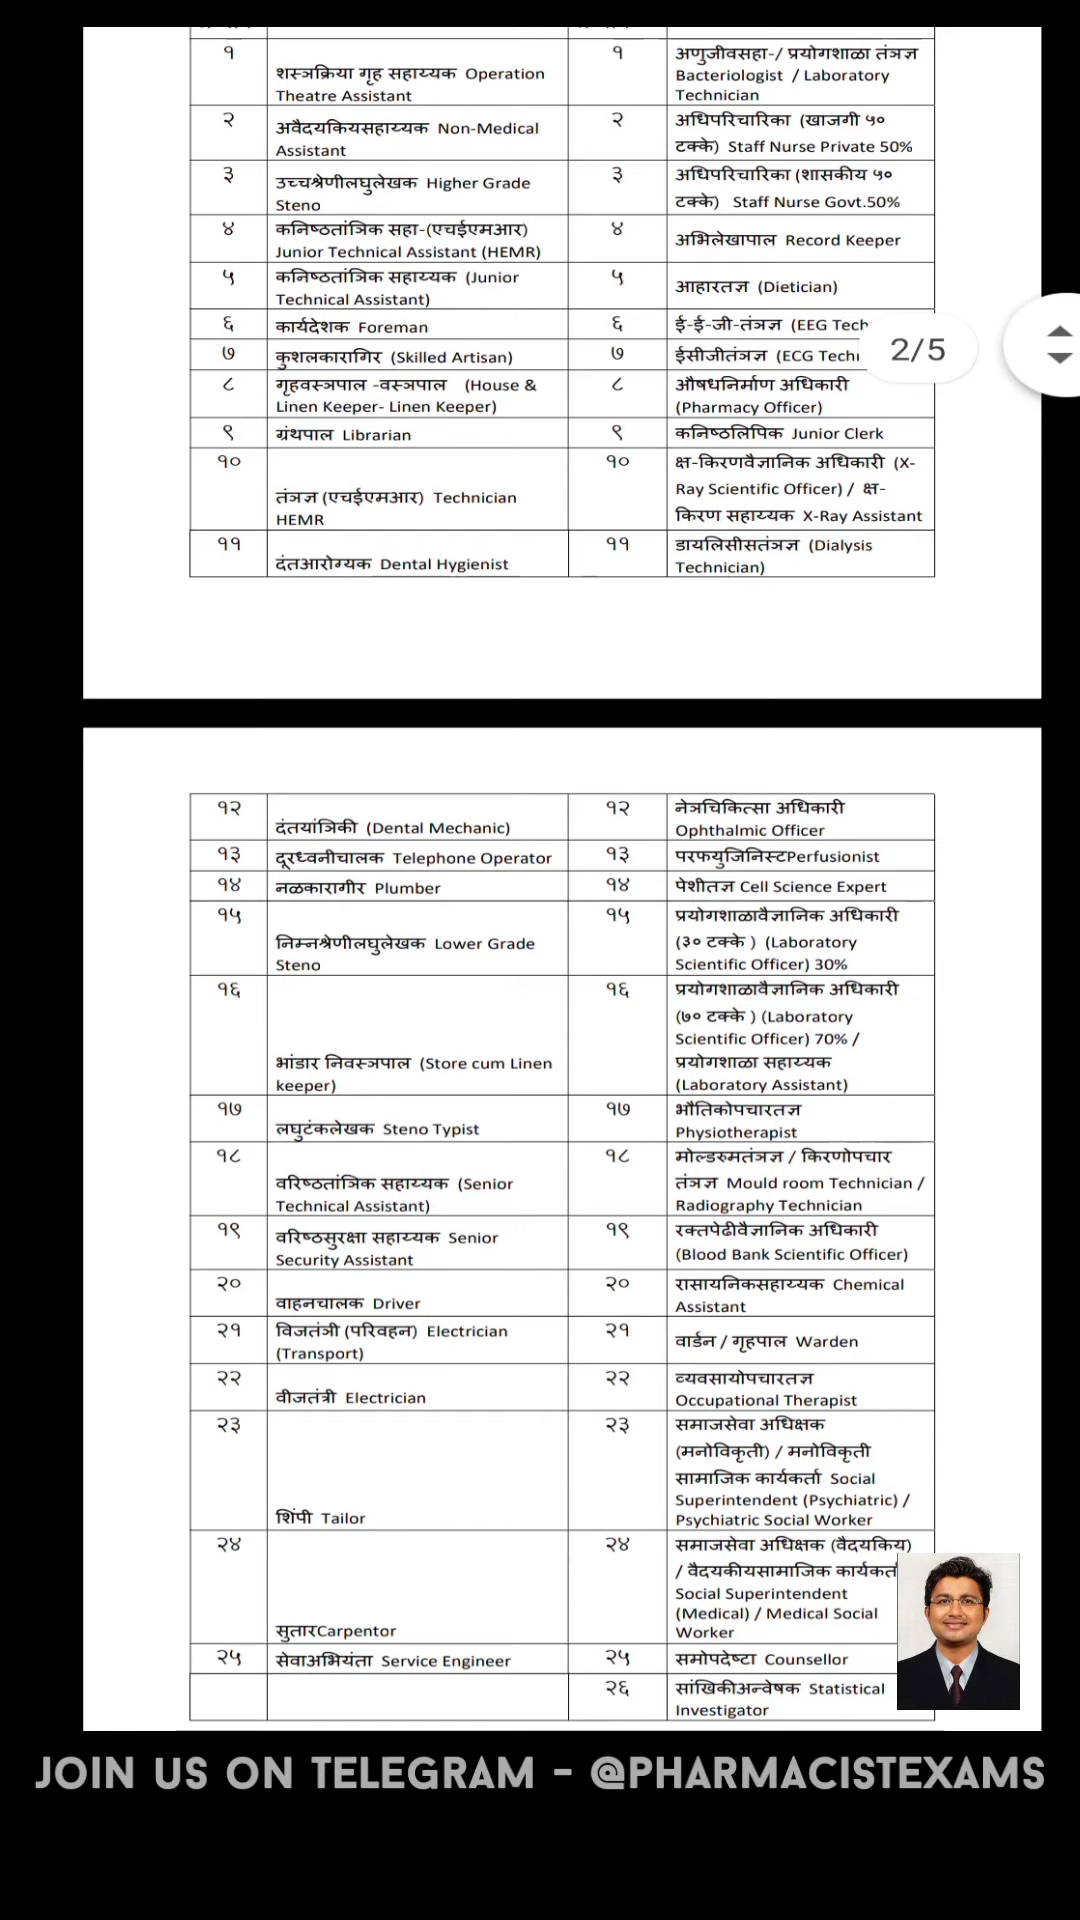 १
शस्त्रक्रिया गृह सहाय्यक Operation
Theatre Assistant
१
अणुजीवसहा-/ प्रयोगशाळा तंत्रज्ञ
Bacteriologist / Laboratory
Technician
२
अवैदयकियसहाय्यक Non-Medical
Assistant
२
अधिपरिचारिका (खाजगी ५०
टक्के) Staff Nurse Private 50%
३
उच्चश्रेणीलघुलेखक Higher Grade
Steno
३
अधिपरिचारिका (शासकीय ५०
टक्के) Staff Nurse Govt.50%
४
कनिष्ठतांत्रिक सहा-(एचईएमआर)
Junior Technical Assistant (HEMR)
४
अभिलेखापाल Record Keeper
५
कनिष्ठतांत्रिक सहाय्यक (Junior
Technical Assistant)
५
आहारतज्ञ (Dietician)
६
कार्यदेशक Foreman
६
ई-ई-जी-तंत्रज्ञ (EEG Tech
७
कुशलकारागिर (Skilled Artisan)
७
ईसीजीतंत्रज्ञ (ECG Techi
2/5
८
गृहवस्त्रपाल -वस्त्रपाल (House &
Linen Keeper- Linen Keeper)
८
औषधनिर्माण अधिकारी
(Pharmacy Officer)
९
ग्रंथपाल Librarian
९
कनिष्ठलिपिक Junior Clerk
१०
तंत्रज्ञ (एचईएमआर) Technician
HEMR
१०
क्ष-किरणवैज्ञानिक अधिकारी (X-
Ray Scientific Officer) / क्ष-
किरण सहाय्यक X-Ray Assistant
११
दंतआरोग्यक Dental Hygienist
११
डायलिसीसतंत्रज्ञ (Dialysis
Technician)
१२
दंतयांत्रिकी (Dental Mechanic)
१२
नेत्रचिकित्सा अधिकारी
Ophthalmic Officer
१३
दूरध्वनीचालक Telephone Operator
१३
परफयुजिनिस्टPerfusionist
१४
नळकारागीर Plumber
१४
पेशीतज्ञ Cell Science Expert
१५
निम्नश्रेणीलघुलेखक Lower Grade
Steno
१५
प्रयोगशाळावैज्ञानिक अधिकारी
(३० टक्के ) (Laboratory
Scientific Officer) 30%
१६
भांडार निवस्त्रपाल (Store cum Linen
keeper)
१६
प्रयोगशाळावैज्ञानिक अधिकारी
(७० टक्के ) (Laboratory
Scientific Officer) 70% /
प्रयोगशाळा सहाय्यक
(Laboratory Assistant)
१७
लघुटंकलेखक Steno Typist
१७
भौतिकोपचारतज्ञ
Physiotherapist
१८
वरिष्ठतांत्रिक सहाय्यक (Senior
Technical Assistant)
१८
मोल्डरुमतंत्रज्ञ / किरणोपचार
तंत्रज्ञ Mould room Technician /
Radiography Technician
१९
वरिष्ठसुरक्षा सहाय्यक Senior
Security Assistant
१९
रक्तपेढीवैज्ञानिक अधिकारी
(Blood Bank Scientific Officer)
२०
वाहनचालक Driver
२०
रासायनिकसहाय्यक Chemical
Assistant
२१
विजतंत्री (परिवहन) Electrician
(Transport)
२१
वार्डन / गृहपाल Warden
२२
वीजतंत्री Electrician
२२
व्यवसायोपचारतज्ञ
Occupational Therapist
२३
शिंपी Tailor
२३
समाजसेवा अधिक्षक
(मनोविकृती) / मनोविकृती
सामाजिक कार्यकर्ता Social
Superintendent (Psychiatric) /
Psychiatric Social Worker
२४
सुतारCarpentor
२४
समाजसेवा अधिक्षक (वैदयकिय)
/ वैदयकीयसामाजिक कार्यकर्त
Social Superintendent
(Medical) / Medical Social
Worker
२५
सेवाअभियंता Service Engineer
२५
समोपदेष्टा Counsellor
२६
सांखिकीअन्वेषक Statistical
Investigator
JOIN US ON TELEGRAM - @PHARMACISTEXAMS